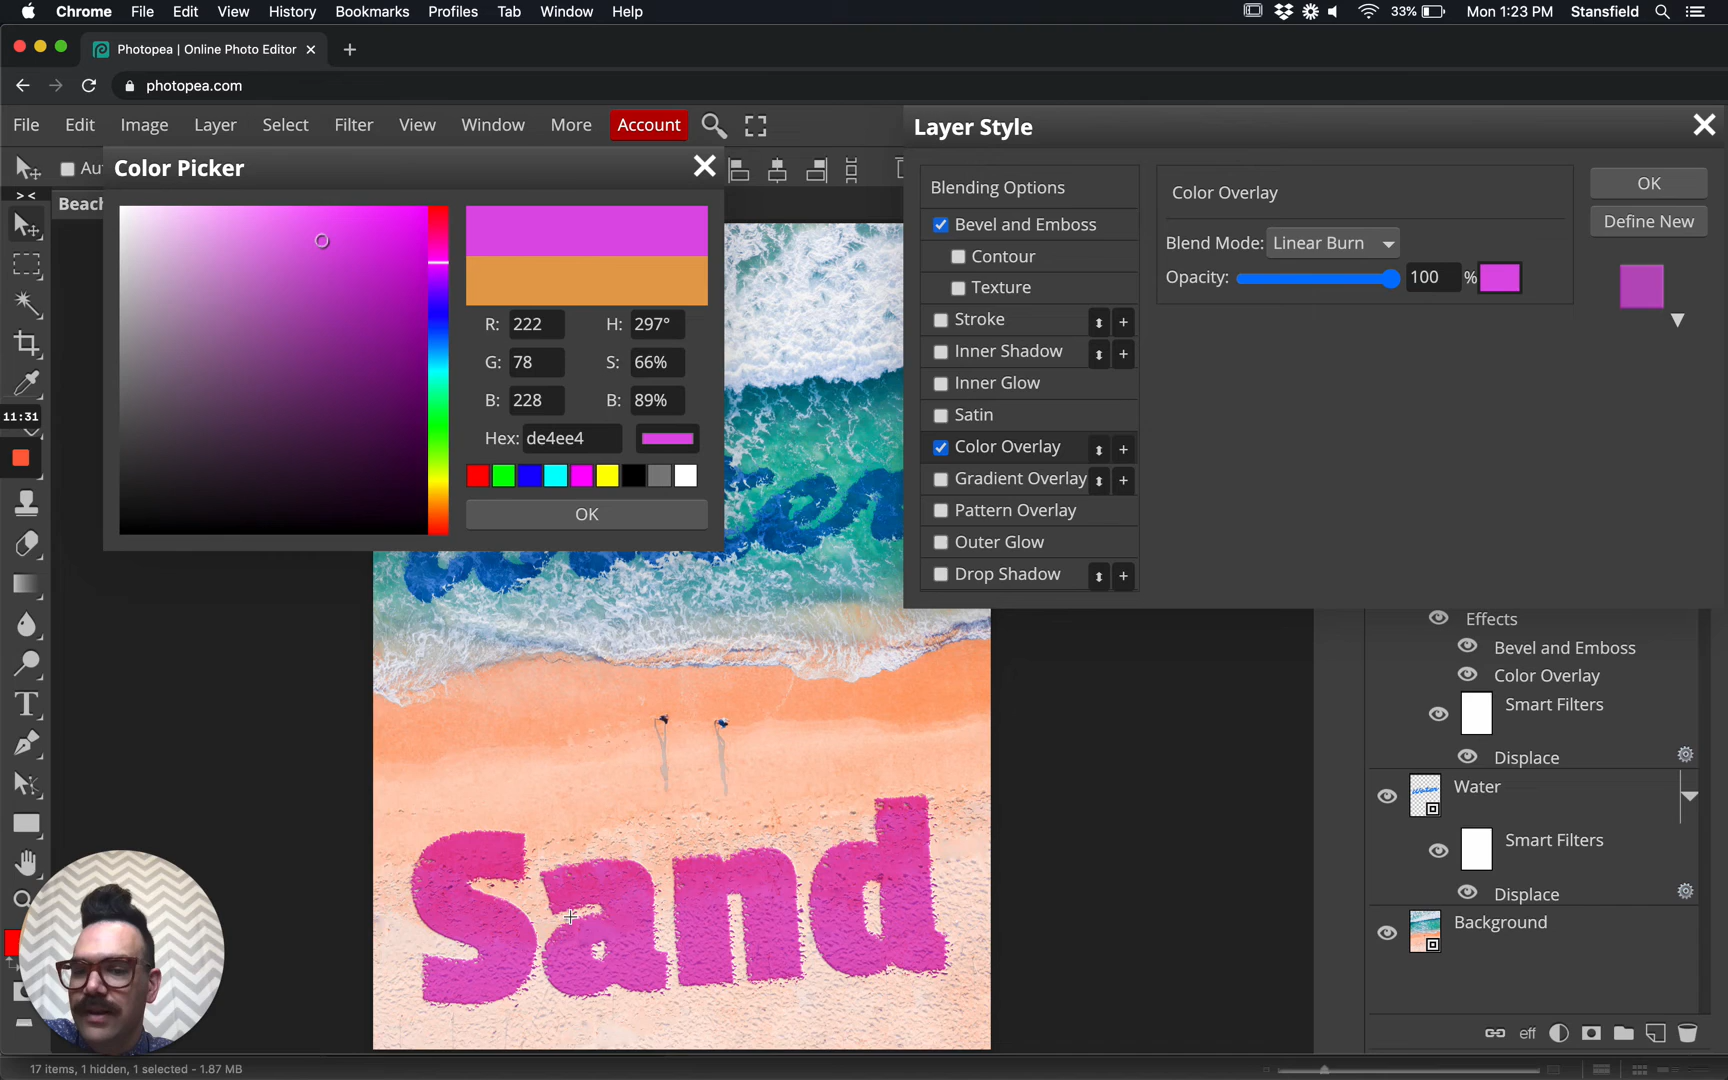 Chrome File Edit View History Bookmarks Profiles Tab Window Help 33% Mon 1:23 PM Stansfield
Photopea | Online Photo Editor
photopea.com
File Edit Image Layer Select Filter View Window More Account
Au
Beach
Color Picker
R: 222 H: 297°
G: 78 S: 66%
B: 228 B: 89%
Hex: de4ee4
OK
11:31
Layer Style
Blending Options
Bevel and Emboss
Contour
Texture
Stroke
Inner Shadow
Inner Glow
Satin
Color Overlay
Gradient Overlay
Pattern Overlay
Outer Glow
Drop Shadow
Color Overlay
Blend Mode: Linear Burn
Opacity: 100 %
OK
Define New
Sand
Effects
Bevel and Emboss
Color Overlay
Smart Filters
Displace
Water
Smart Filters
Displace
Background
eff
17 items, 1 hidden, 1 selected - 1.87 MB